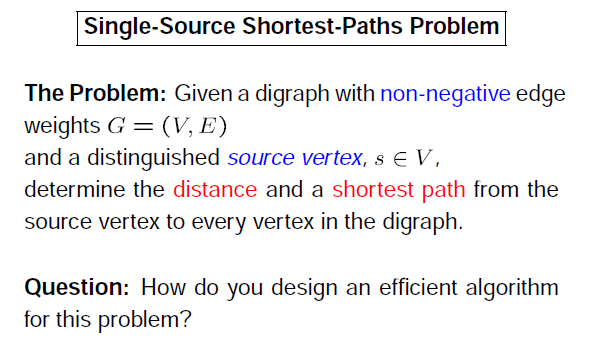 Single-Source Shortest-Paths Problem
The Problem: Given a digraph with non-negative edge
weights G = (V, E)
and a distinguished source vertex, s ∈ V,
determine the distance and a shortest path from the
source vertex to every vertex in the digraph.
Question: How do you design an efficient algorithm
for this problem?